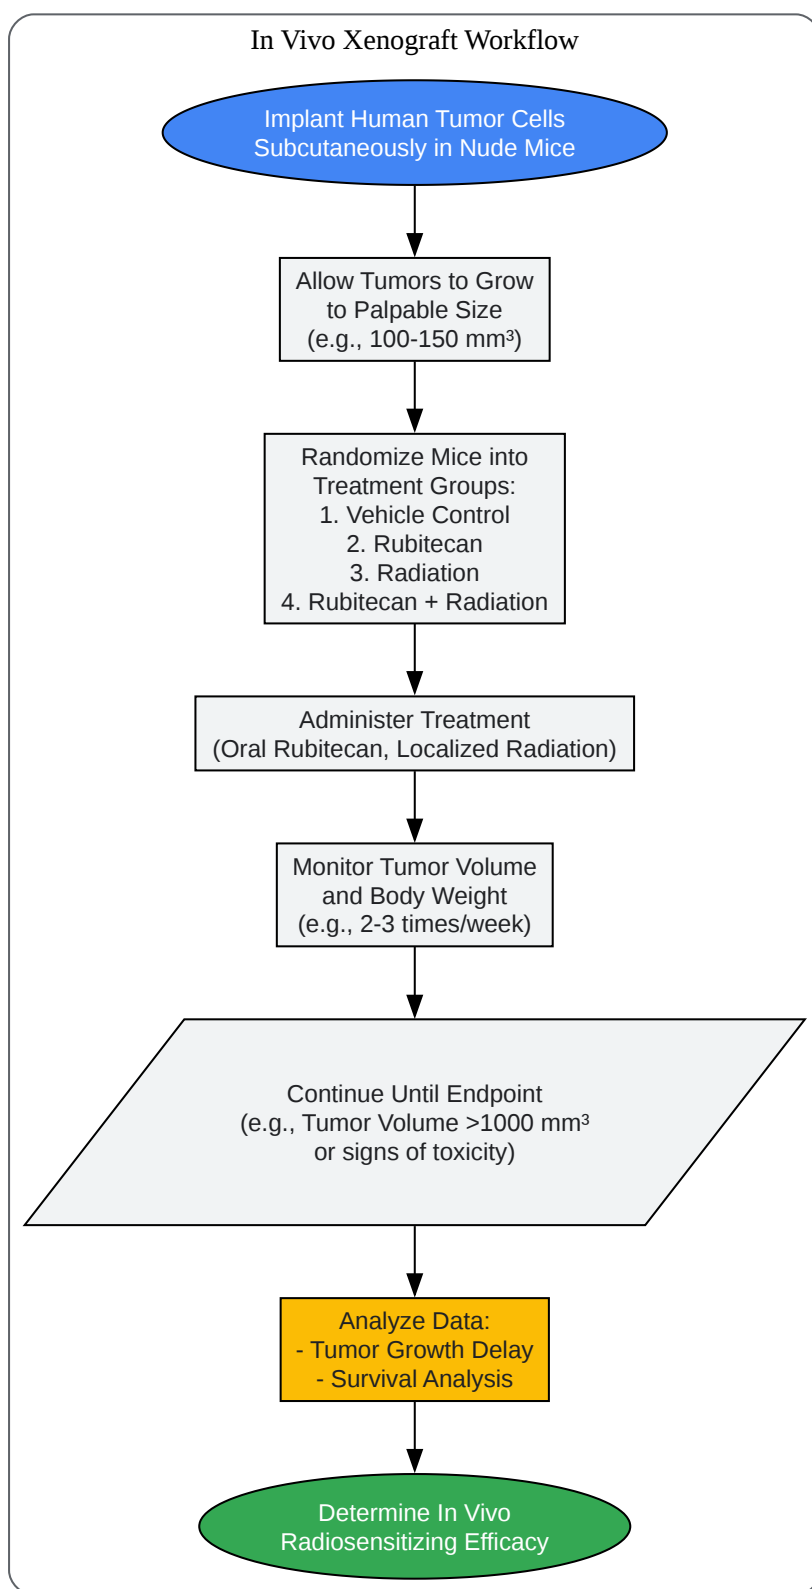 In Vivo Xenograft Workflow
Implant Human Tumor Cells
Subcutaneously in Nude Mice
Allow Tumors to Grow
to Palpable Size
(e.g., 100-150 mm³)
Randomize Mice into
Treatment Groups:
1. Vehicle Control
2. Rubitecan
3. Radiation
4. Rubitecan + Radiation
Administer Treatment
(Oral Rubitecan, Localized Radiation)
Monitor Tumor Volume
and Body Weight
(e.g., 2-3 times/week)
Continue Until Endpoint
(e.g., Tumor Volume >1000 mm³
or signs of toxicity)
Analyze Data:
- Tumor Growth Delay
- Survival Analysis
Determine In Vivo
Radiosensitizing Efficacy